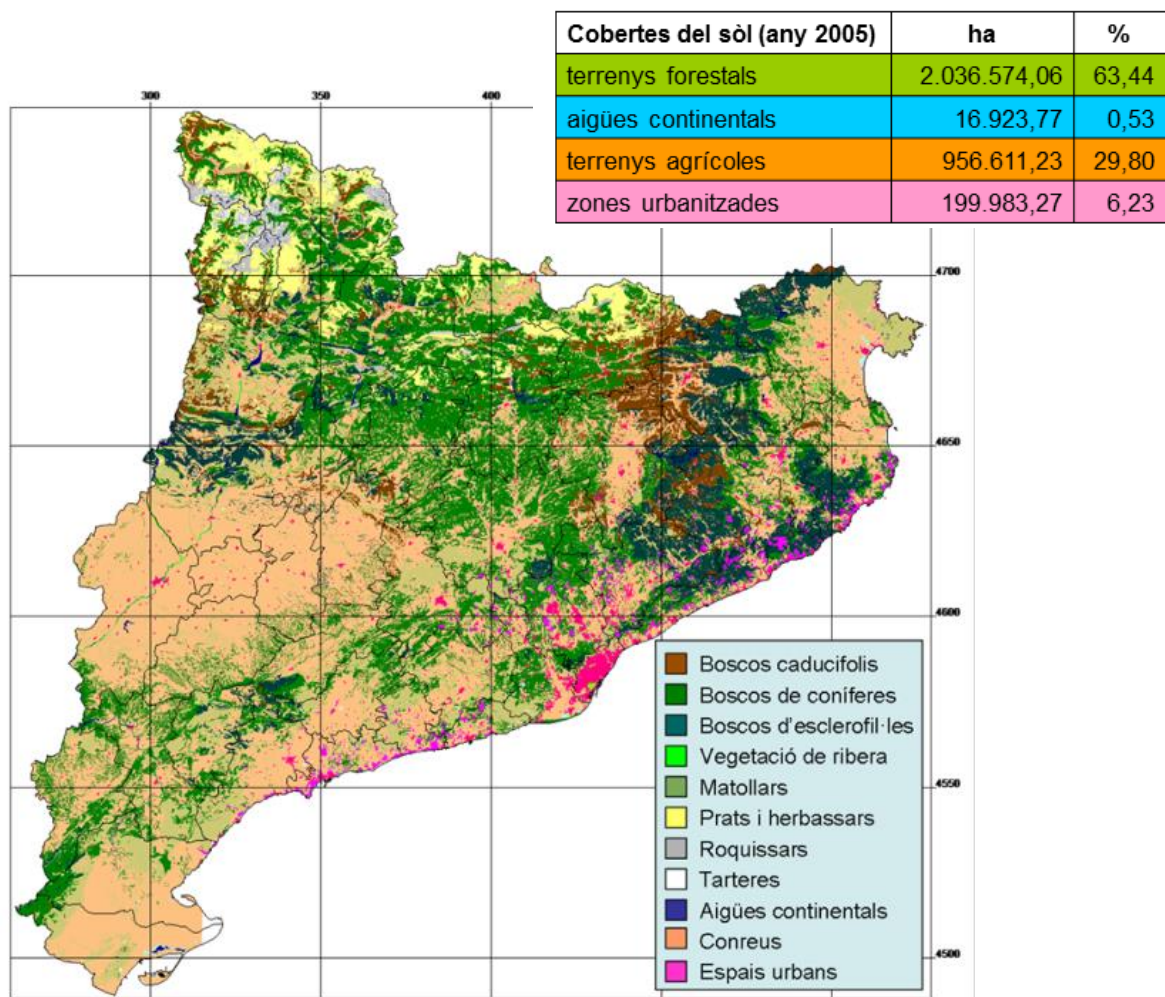 Cobertes del sòl (any 2005) ha %
terrenys forestals 2.036.574,06 63,44
aigües continentals 16.923,77 0,53
terrenys agrícoles 956.611,23 29,80
zones urbanitzades 199.983,27 6,23
300 350 400
4700
4650
4600
4550
4500
Boscos caducifolis
Boscos de coníferes
Boscos d'esclerofil·les
Vegetació de ribera
Matollars
Prats i herbassars
Roquissars
Tarteres
Aigües continentals
Conreus
Espais urbans